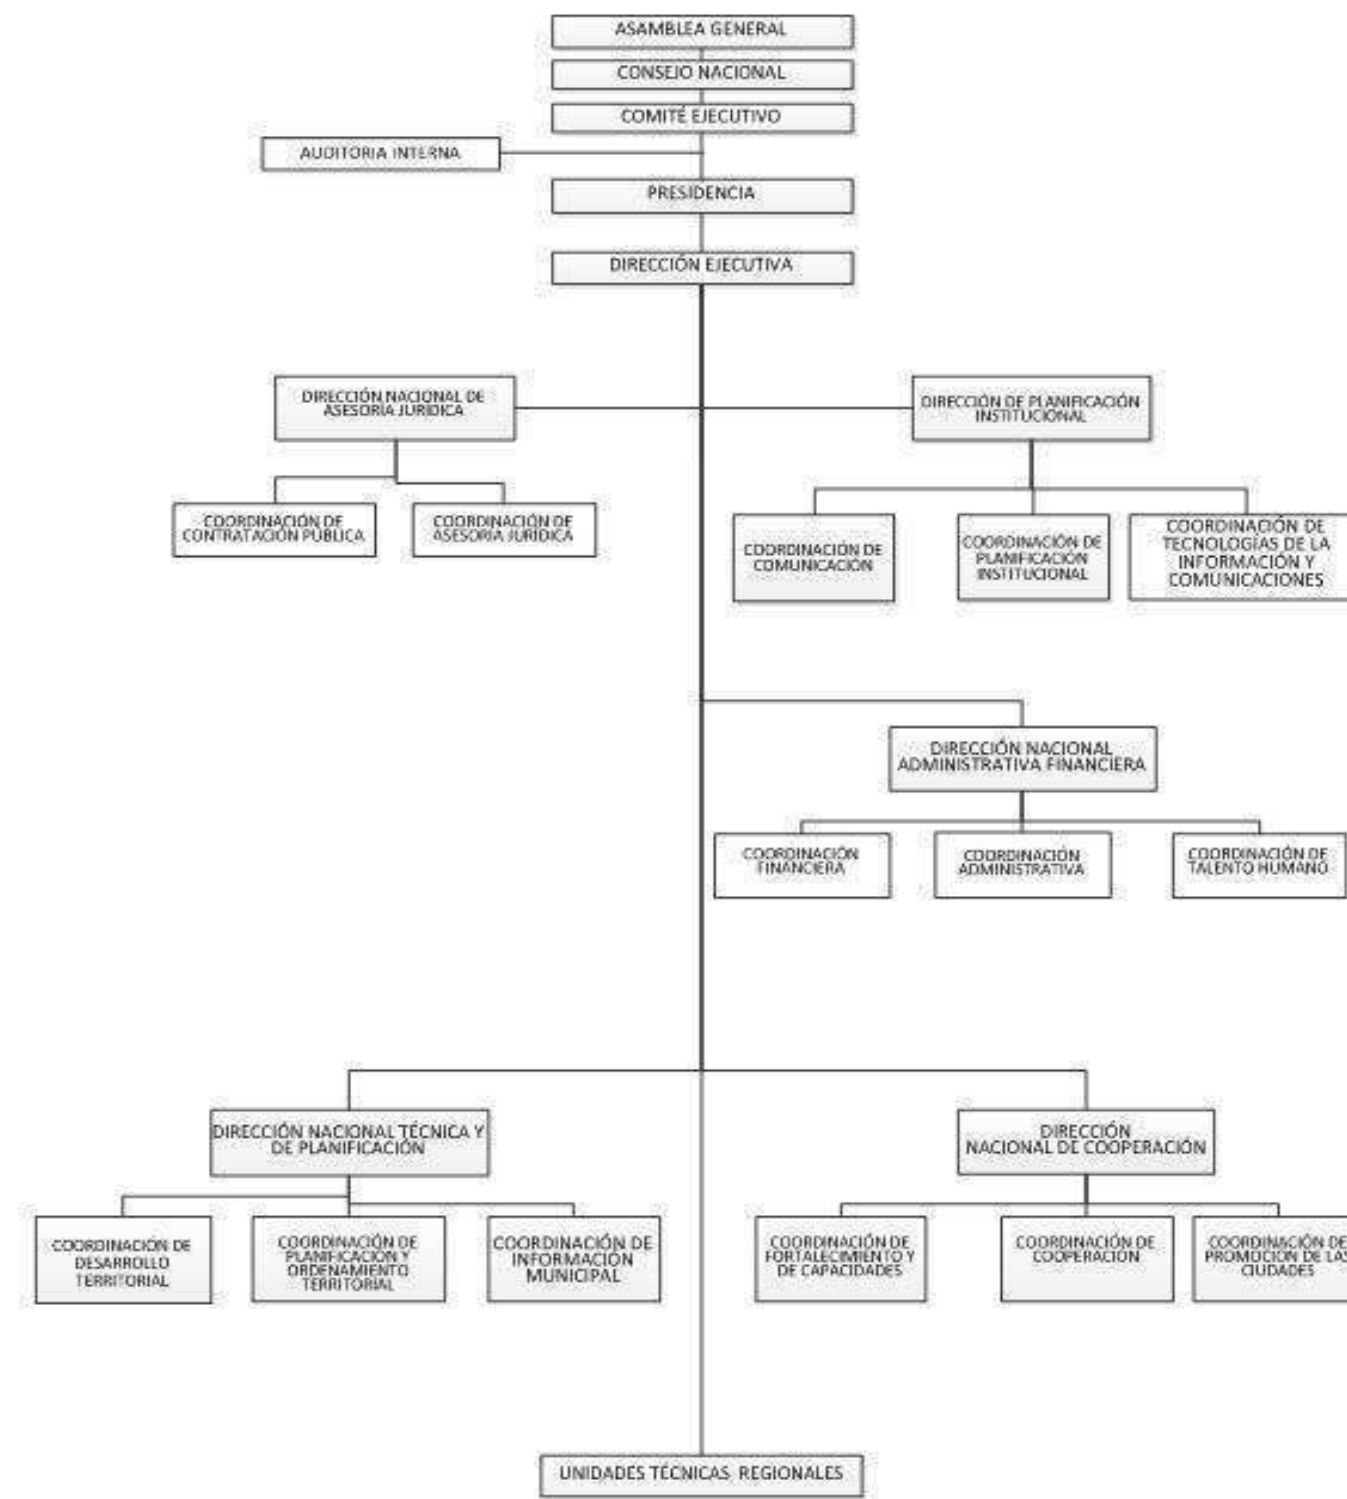 ASAMBLEA GENERAL
CONSEJO NACIONAL
COMITÉ EJECUTIVO
AUDITORIA INTERNA
PRESIDENCIA
DIRECCIÓN EJECUTIVA
DIRECCIÓN NACIONAL DE
ASESORÍA JURÍDICA
DIRECCIÓN DE PLANIFICACIÓN
INSTITUCIONAL
COORDINACIÓN DE
CONTRATACIÓN PÚBLICA
COORDINACIÓN DE
ASESORÍA JURÍDICA
COORDINACIÓN DE
COMUNICACIÓN
COORDINACIÓN DE
PLANIFICACIÓN
INSTITUCIONAL
COORDINACIÓN DE
TECNOLOGÍAS DE LA
INFORMACIÓN Y
COMUNICACIONES
DIRECCIÓN NACIONAL
ADMINISTRATIVA FINANCIERA
COORDINACIÓN
FINANCIERA
COORDINACIÓN
ADMINISTRATIVA
COORDINACIÓN DE
TALENTO HUMANO
DIRECCIÓN NACIONAL TÉCNICA Y
DE PLANIFICACIÓN
DIRECCIÓN
NACIONAL DE COOPERACIÓN
COORDINACIÓN DE
DESARROLLO
TERRITORIAL
COORDINACIÓN DE
PLANIFICACIÓN Y
ORDENAMIENTO
TERRITORIAL
COORDINACIÓN DE
INFORMACIÓN
MUNICIPAL
COORDINACIÓN DE
FORTALECIMIENTO Y
DE CAPACIDADES
COORDINACIÓN DE
COOPERACIÓN
COORDINACIÓN DE
PROMOCIÓN DE LAS
CIUDADES
UNIDADES TÉCNICAS REGIONALES